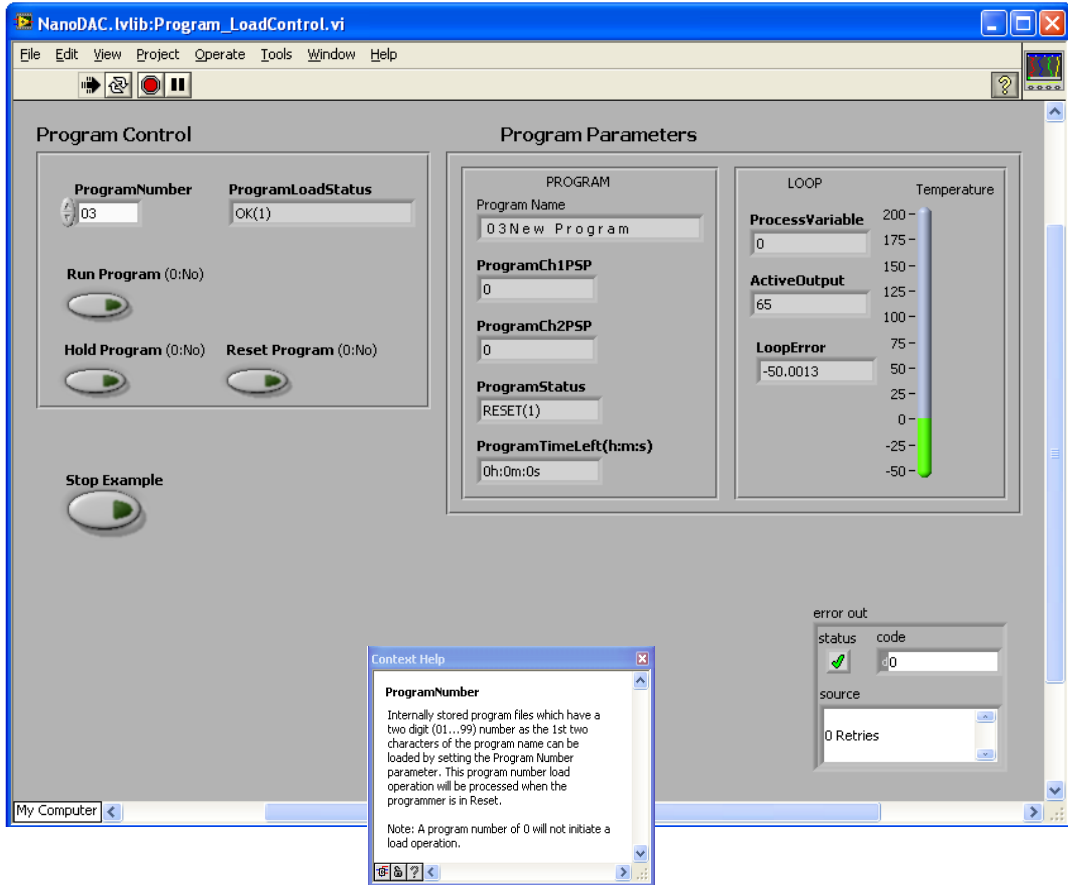 NanoDAC.lvlib:Program_LoadControl.vi
File Edit View Project Operate Tools Window Help
Program Control
ProgramNumber
03
ProgramLoadStatus
OK(1)
Run Program (0:No)
Hold Program (0:No)
Reset Program (0:No)
Stop Example
Program Parameters
PROGRAM
Program Name
03New Program
ProgramCh1PSP
0
ProgramCh2PSP
0
ProgramStatus
RESET(1)
ProgramTimeLeft(h:m:s)
0h:0m:0s
LOOP
ProcessVariable
0
ActiveOutput
65
LoopError
-50.0013
Temperature
200
175
150
125
100
75
50
25
0
-25
-50
error out
status
code
d0
source
0 Retries
Context Help
ProgramNumber
Internally stored program files which have a
two digit (01...99) number as the 1st two
characters of the program name can be
loaded by setting the Program Number
parameter. This program number load
operation will be processed when the
programmer is in Reset.
Note: A program number of 0 will not initiate a
load operation.
My Computer